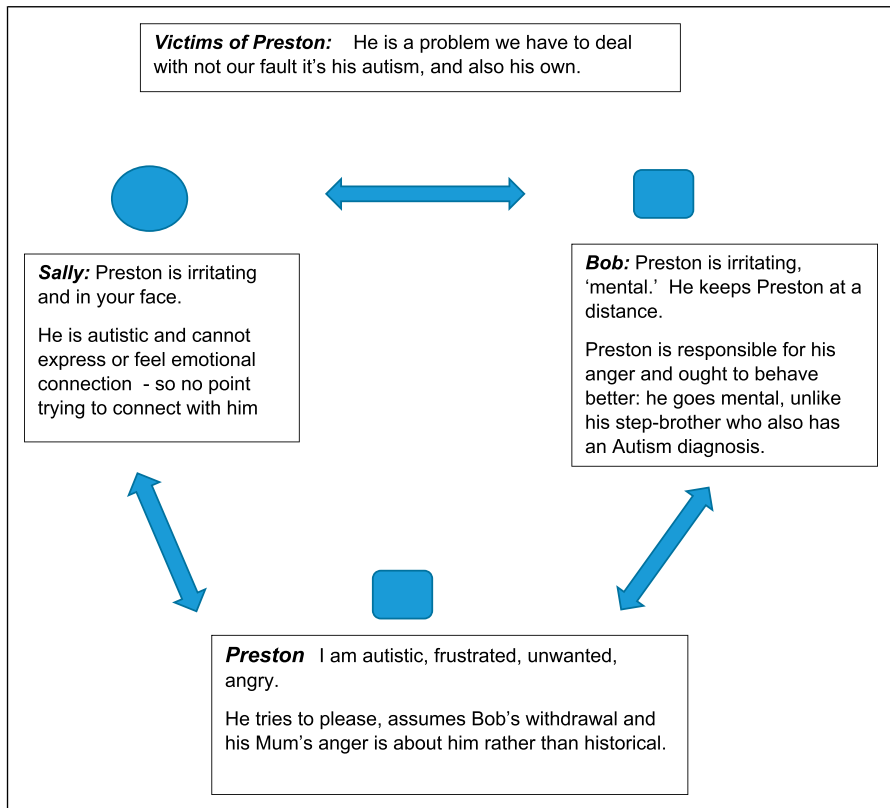 Victims of Preston: He is a problem we have to deal
with not our fault it's his autism, and also his own.
Sally: Preston is irritating
and in your face.
He is autistic and cannot
express or feel emotional
connection - so no point
trying to connect with him
Bob: Preston is irritating,
‘mental.’ He keeps Preston at a
distance.
Preston is responsible for his
anger and ought to behave
better: he goes mental, unlike
his step-brother who also has
an Autism diagnosis.
Preston I am autistic, frustrated, unwanted,
angry.
He tries to please, assumes Bob’s withdrawal and
his Mum’s anger is about him rather than historical.